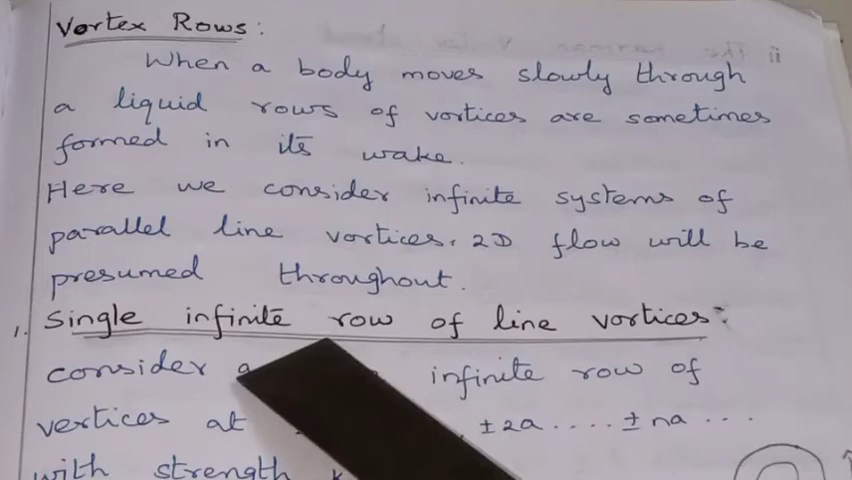 Vortex Rows:
When a body moves slowly through
a liquid rows of vortices are sometimes
formed in its wake.
Here we consider infinite systems of
parallel line vortices. 2D flow will be
presumed throughout.
1. Single infinite row of line vortices:
consider infinite row of
vertices at ±2a .... ±na ...
with strength